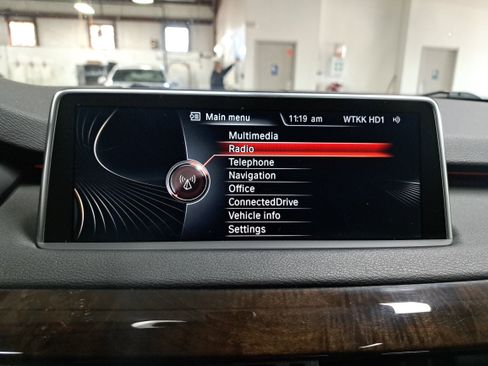 Main menu 11:19 am WTKK HD1
Multimedia
Radio
Telephone
Navigation
Office
ConnectedDrive
Vehicle info
Settings